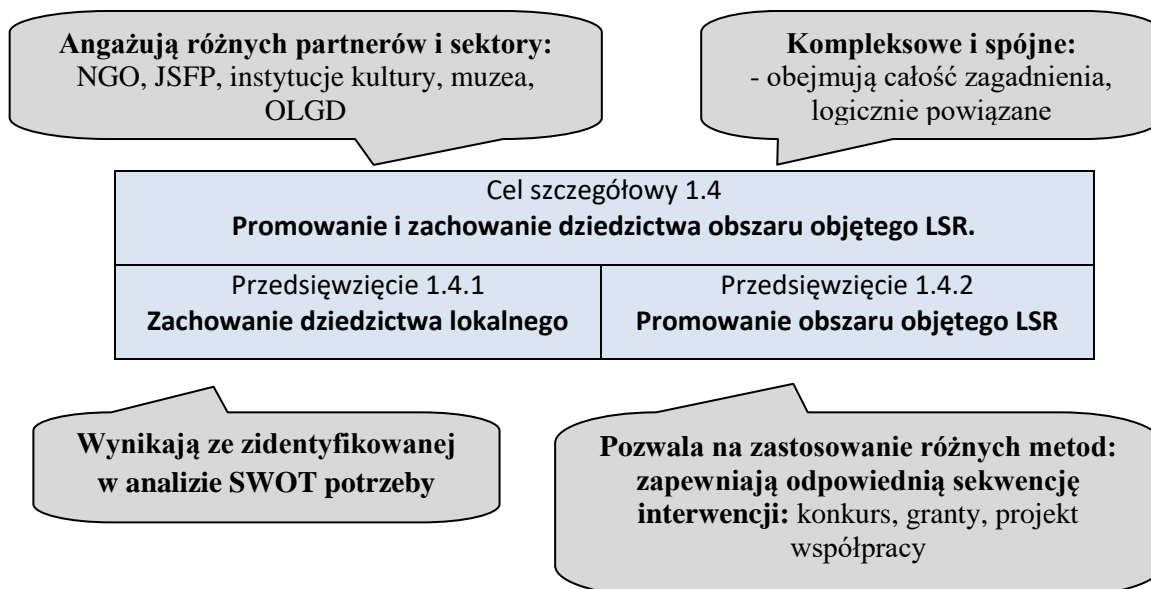 Angażują różnych partnerów i sektory:
NGO, JSFP, instytucje kultury, muzea,
OLGD
Kompleksowe i spójne:
- obejmują całość zagadnienia,
logicznie powiązane
Cel szczegółowy 1.4
Promowanie i zachowanie dziedzictwa obszaru objętego LSR.
Przedsięwzięcie 1.4.1
Zachowanie dziedzictwa lokalnego
Przedsięwzięcie 1.4.2
Promowanie obszaru objętego LSR
Wynikają ze zidentyfikowanej
w analizie SWOT potrzeby
Pozwala na zastosowanie różnych metod:
zapewniają odpowiednią sekwencję
interwencji: konkurs, granty, projekt
współpracy